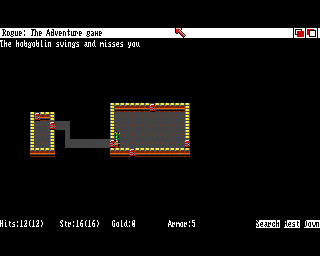 Rogue: The Adventure game
The hobgoblin swings and misses you
Hits:12(12) Str:16(16) Gold:0 Armor:5 Search Rest Down